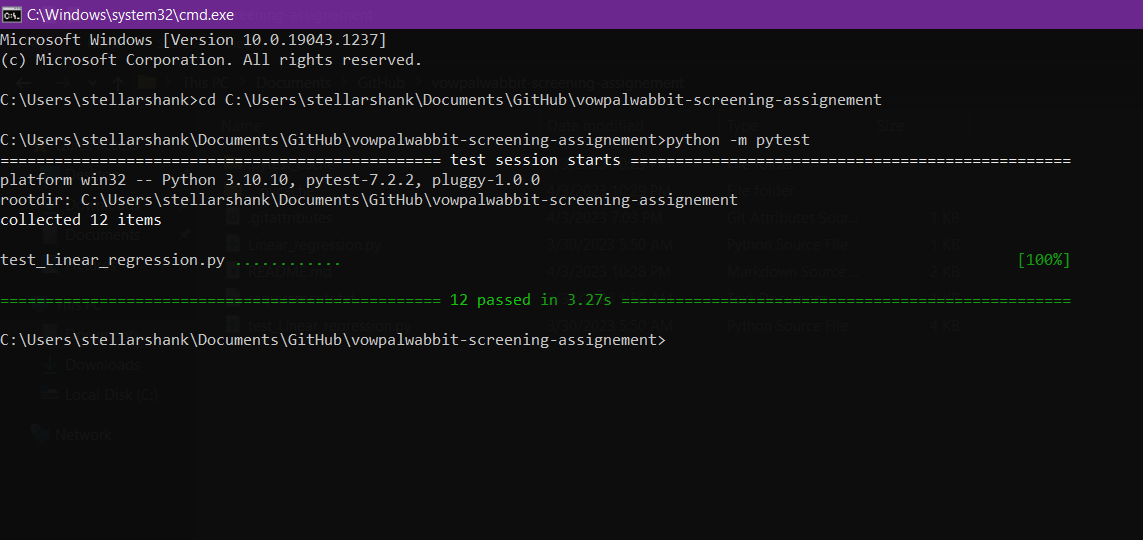 C:\Windows\system32\cmd.exe
Microsoft Windows [Version 10.0.19043.1237]
(c) Microsoft Corporation. All rights reserved.
C:\Users\stellarshank>cd C:\Users\stellarshank\Documents\GitHub\vowpalwabbit-screening-assignement
C:\Users\stellarshank\Documents\GitHub\vowpalwabbit-screening-assignement>python -m pytest
================================================= test session starts =================================================
platform win32 -- Python 3.10.10, pytest-7.2.2, pluggy-1.0.0
rootdir: C:\Users\stellarshank\Documents\GitHub\vowpalwabbit-screening-assignement
collected 12 items
test_Linear_regression.py ............ [100%]
================================================= 12 passed in 3.27s ==================================================
C:\Users\stellarshank\Documents\GitHub\vowpalwabbit-screening-assignement>
Downloads
Local Disk (C:)
Network